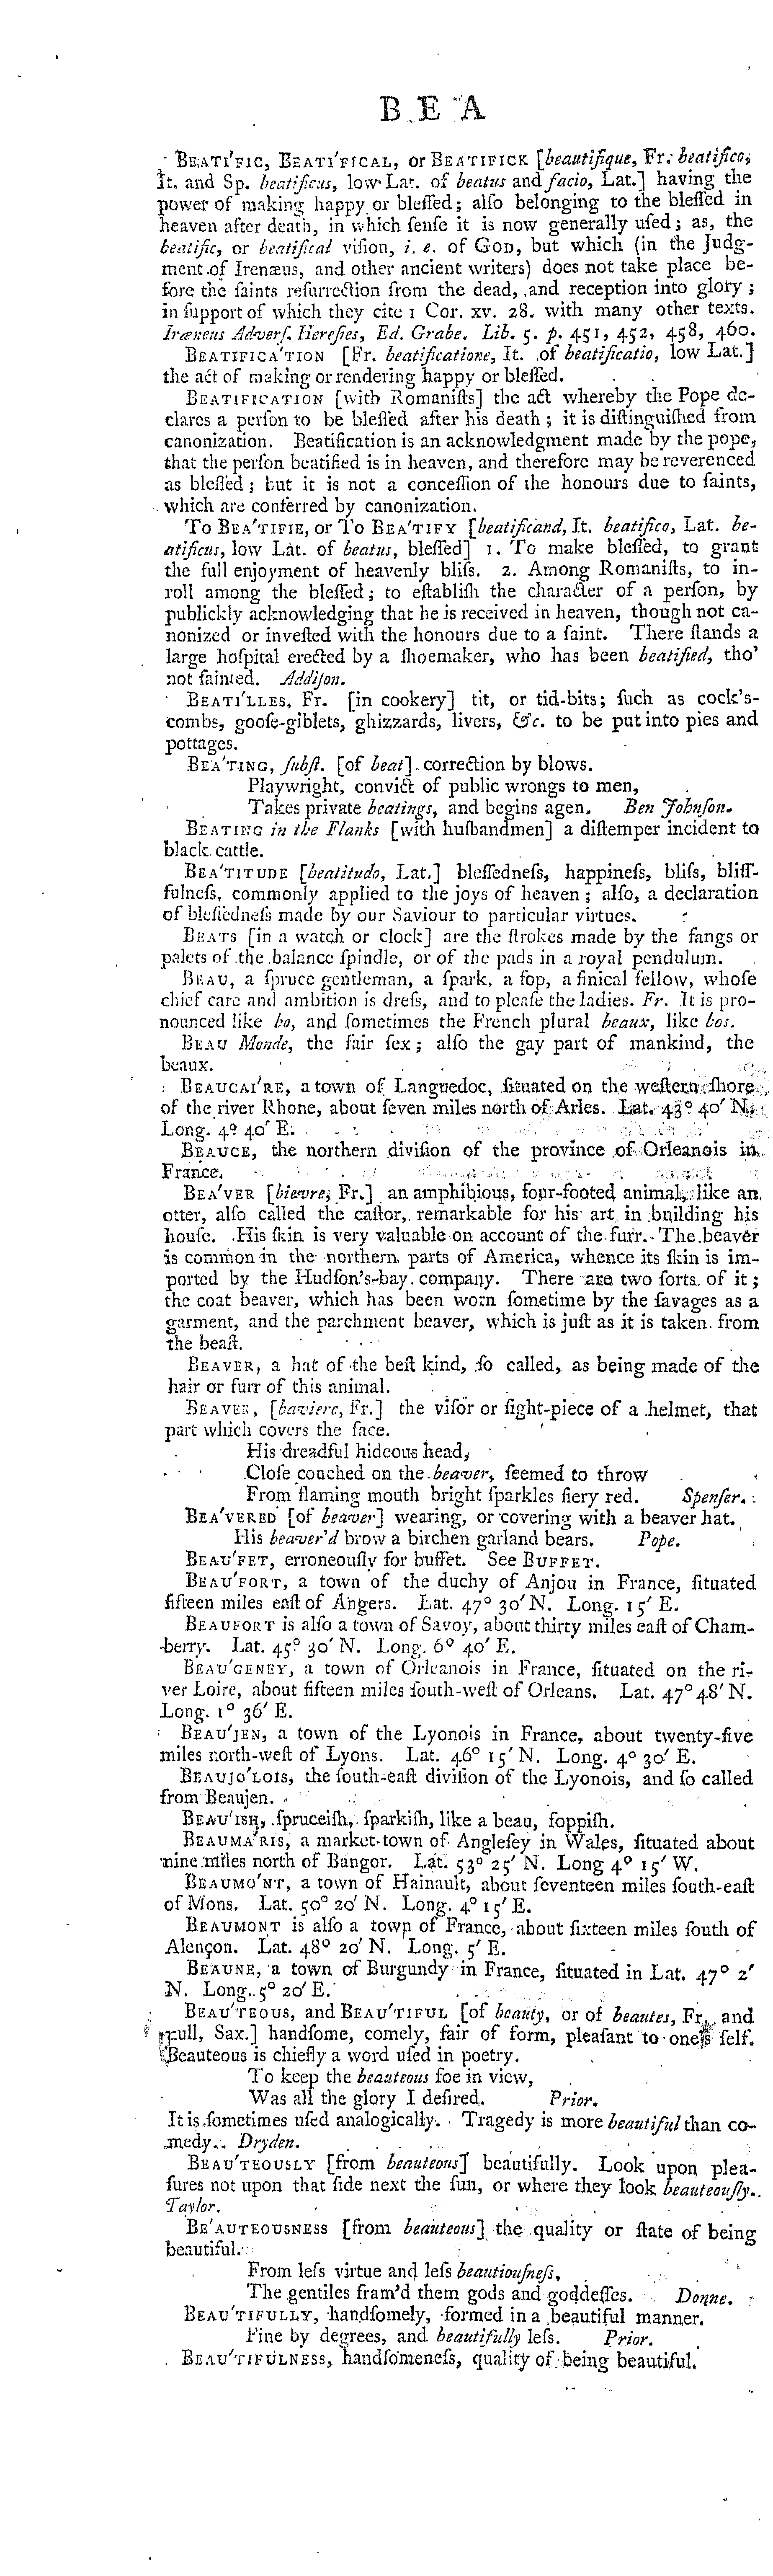 B E A
BEATI'FIC, BEATI'FICAL, or BEATIFICK [beautifique, Fr. beatifico,
It. and Sp. beatificus, low Lat. of beatus and facio, Lat.] having the
power of making happy or bleſſed; alſo belonging to the bleſſed in
heaven after death, in which ſenſe it is now generally uſed; as, the
beatific, or beatifical viſion, i. e. of GOD, but which (in the Judg-
ment of Irenæus, and other ancient writers) does not take place be-
fore the ſaints reſurrection from the dead, and reception into glory;
in ſupport of which they cite 1 Cor. xv. 28. with many other texts.
Iræneus Adverſ. Hereſies, Ed. Grabe. Lib. 5. p. 451, 452, 458, 460.
BEATIFICA'TION [Fr. beatificatione, It. of beatificatio, low Lat.]
the act of making or rendering happy or bleſſed.
BEATIFICATION [with Romaniſts] the act whereby the Pope de-
clares a perſon to be bleſſed after his death; it is diſtinguiſhed from
canonization. Beatification is an acknowledgment made by the pope,
that the perſon beatified is in heaven, and therefore may be reverenced
as bleſſed; but it is not a conceſſion of the honours due to ſaints,
which are conferred by canonization.
To BEA'TIFIE, or To BEA'TIFY [beatificand, It. beatifico, Lat. be-
atificus, low Lat. of beatus, bleſſed] 1. To make bleſſed, to grant
the full enjoyment of heavenly bliſs. 2. Among Romaniſts, to in-
roll among the bleſſed; to eſtabliſh the character of a perſon, by
publickly acknowledging that he is received in heaven, though not ca-
nonized or inveſted with the honours due to a ſaint. There ſtands a
large hoſpital erected by a ſhoemaker, who has been beatified, tho'
not ſainted. Addiſon.
BEATI'LLES, Fr. [in cookery] tit, or tid-bits; ſuch as cock's-
combs, gooſe-giblets, ghizzards, livers, &c. to be put into pies and
pottages.
BEA'TING, ſubſt. [of beat] correction by blows.
Playwright, convict of public wrongs to men,
Takes private beatings, and begins agen. Ben Johnſon.
BEATING in the Flanks [with huſbandmen] a diſtemper incident to
black cattle.
BEA'TITUDE [beatitudo, Lat.] bleſſedneſs, happineſs, bliſs, bliſſ-
fulneſs, commonly applied to the joys of heaven; alſo, a declaration
of bleſſedneſs made by our Saviour to particular virtues.
BEATS [in a watch or clock] are the ſtrokes made by the fangs or
palets of the balance ſpindle, or of the pads in a royal pendulum.
BEAU, a ſpruce gentleman, a ſpark, a fop, a finical fellow, whoſe
chief care and ambition is dreſs, and to pleaſe the ladies. Fr. It is pro-
nounced like bo, and ſometimes the French plural beaux, like bos.
BEAU Monde, the fair ſex; alſo the gay part of mankind, the
beaux.
BEAUCAI'RE, a town of Languedoc, ſituated on the weſtern ſhore
of the river Rhone, about ſeven miles north of Arles. Lat. 43° 40' N.
Long. 4° 40' E.
BEAUCE, the northern diviſion of the province of Orleanois in
France.
BEA'VER [bievre, Fr.] an amphibious, four-footed animal, like an
otter, alſo called the caſtor, remarkable for his art in building his
houſe. His ſkin is very valuable on account of the furr. The beaver
is common in the northern parts of America, whence its ſkin is im-
ported by the Hudſon's-bay company. There are two ſorts of it;
the coat beaver, which has been worn ſometime by the ſavages as a
garment, and the parchment beaver, which is juſt as it is taken from
the beaſt.
BEAVER, a hat of the beſt kind, ſo called, as being made of the
hair or furr of this animal.
BEAVER, [baviere, Fr.] the viſor or ſight-piece of a helmet, that
part which covers the face.
His dreadful hideous head,
Cloſe couched on the beaver, ſeemed to throw
From flaming mouth bright ſparkles fiery red. Spenſer.
BEA'VERED [of beaver] wearing, or covering with a beaver hat.
His beaver'd brow a birchen garland bears. Pope.
BEAU'FET, erroneouſly for buffet. See BUFFET.
BEAU'FORT, a town of the duchy of Anjou in France, ſituated
fifteen miles eaſt of Angers. Lat. 47° 30' N. Long. 15' E.
BEAUFORT is alſo a town of Savoy, about thirty miles eaſt of Cham-
berry. Lat. 45° 30' N. Long. 6° 40' E.
BEAU'GENEY, a town of Orleanois in France, ſituated on the ri-
ver Loire, about fifteen miles ſouth-weſt of Orleans. Lat. 47° 48' N.
Long. 1° 36' E.
BEAU'JEN, a town of the Lyonois in France, about twenty-five
miles north-weſt of Lyons. Lat. 46° 15' N. Long. 4° 30' E.
BEAUJO'LOIS, the ſouth-eaſt diviſion of the Lyonois, and ſo called
from Beaujen.
BEAU'ISH, ſpruceiſh, ſparkiſh, like a beau, foppiſh.
BEAUMA'RIS, a market-town of Angleſey in Wales, ſituated about
nine miles north of Bangor. Lat. 53° 25' N. Long 4° 15' W.
BEAUMO'NT, a town of Hainault, about ſeventeen miles ſouth-eaſt
of Mons. Lat. 50° 20' N. Long. 4° 15' E.
BEAUMONT is alſo a town of France, about ſixteen miles ſouth of
Alençon. Lat. 48° 20' N. Long. 5' E.
BEAUNE, a town of Burgundy in France, ſituated in Lat. 47° 2'
N. Long. 5° 20' E.
BEAU'TEOUS, and BEAU'TIFUL [of beauty, or of beautes, Fr. and
full, Sax.] handſome, comely, fair of form, pleaſant to one's ſelf.
Beauteous is chiefly a word uſed in poetry.
To keep the beauteous foe in view,
Was all the glory I deſired. Prior.
It is ſometimes uſed analogically. Tragedy is more beautiful than co-
medy. Dryden.
BEAU'TEOUSLY [from beauteous] beautifully. Look upon plea-
ſures not upon that ſide next the ſun, or where they look beauteouſly.
Taylor.
BE'AUTEOUSNESS [from beauteous] the quality or ſtate of being
beautiful.
From leſs virtue and leſs beautiouſneſs,
The gentiles fram'd them gods and goddeſſes. Donne.
BEAU'TIFULLY, handſomely, formed in a beautiful manner.
Fine by degrees, and beautifully leſs. Prior.
BEAU'TIFULNESS, handſomeneſs, quality of being beautiful.